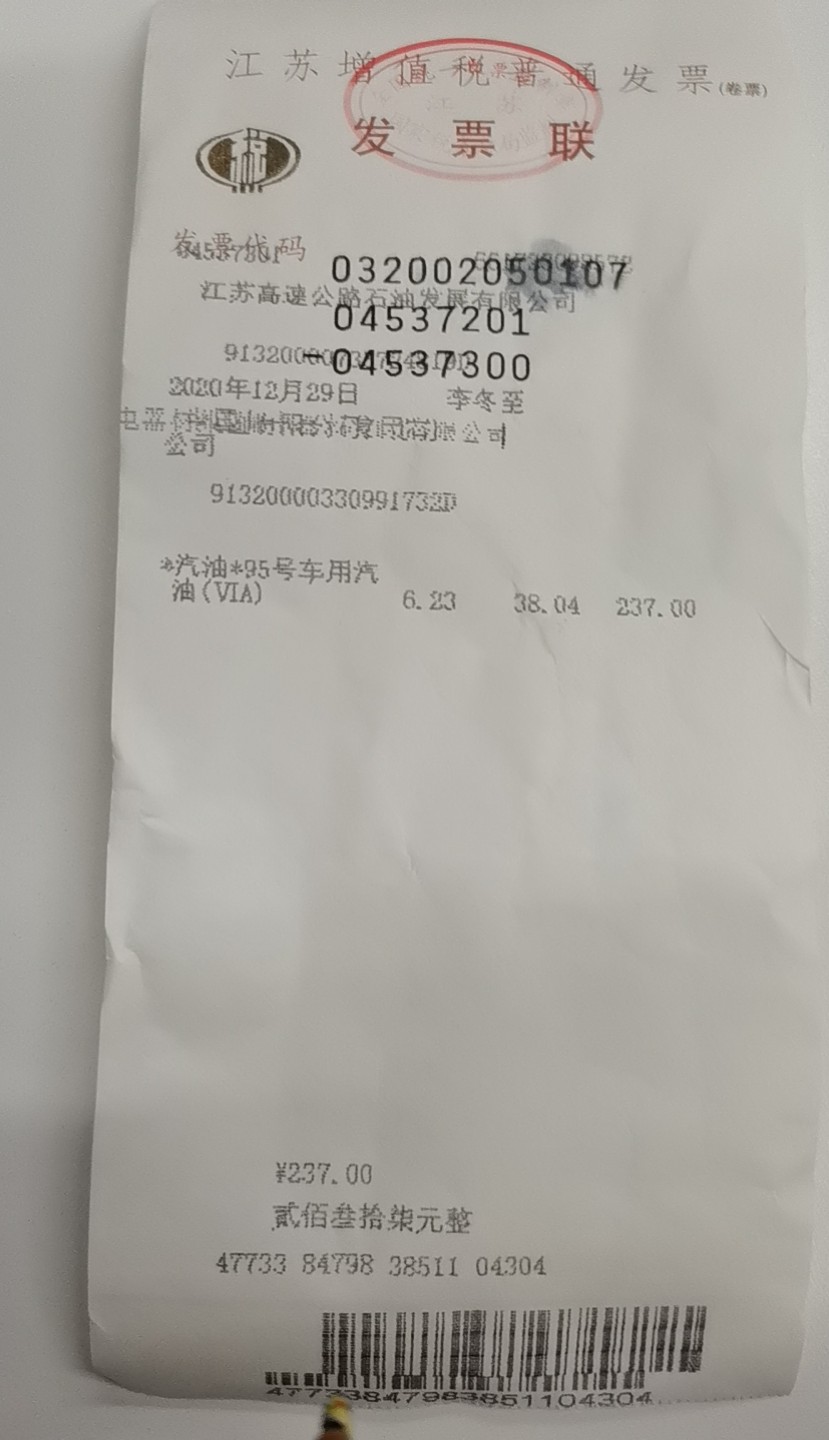 江苏增值税普通发票(卷票)
发票联
税
发票代码
032002050107
江苏高速公路石油发展有限公司
04537201
-04537300
2020年12月29日 李冬至
公司
91320000330991732D
*汽油*95号车用汽
油(VIA) 6.23 38.04 237.00
¥237.00
贰佰叁拾柒元整
47733 84798 38511 04304
47733847983851104304